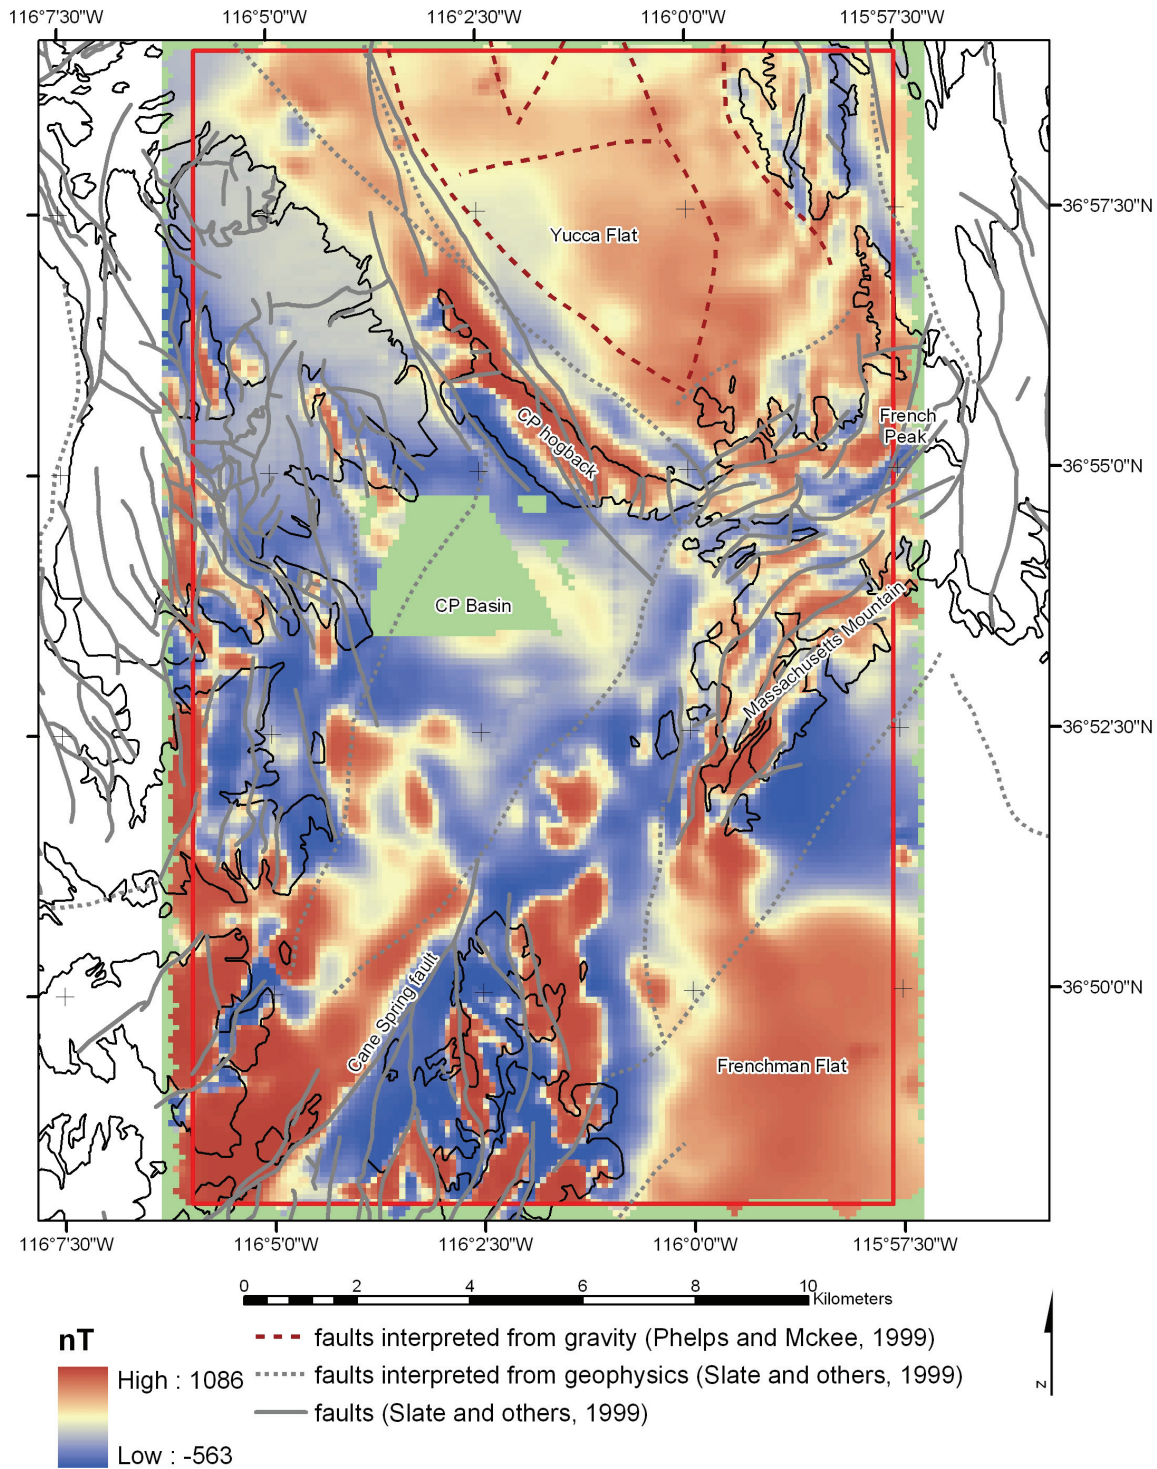 116°7'30"W 116°5'0"W 116°2'30"W 116°0'0"W 115°57'30"W
36°57'30"N
Yucca Flat
CP hogback
French
Peak
36°55'0"N
CP Basin
Massachusetts Mountain
36°52'30"N
Cane Spring fault
36°50'0"N
Frenchman Flat
116°7'30"W 116°5'0"W 116°2'30"W 116°0'0"W 115°57'30"W
0 2 4 6 8 10
Kilometers
nT
High : 1086
Low : -563
faults interpreted from gravity (Phelps and Mckee, 1999)
faults interpreted from geophysics (Slate and others, 1999)
faults (Slate and others, 1999)
N